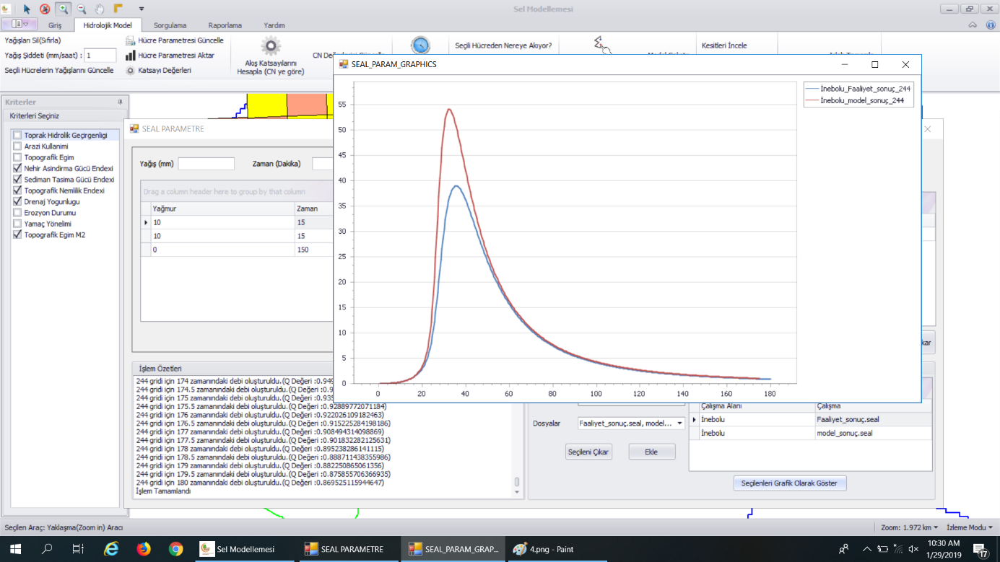 Sel Modellemesi
Giriş Hidrolojik Model Sorgulama Raporlama Yardım
Yağışları Sil(Sıfırla)
Yağış Şiddeti (mm/saat) : 1
Seçili Hücrelerin Yağışlarını Güncelle
Hücre Parametresi Güncelle
Hücre Parametresi Aktar
Katsayı Değerleri
Akış Katsayılarını
Hesapla (CN ye göre)
Seçili Hücreden Nereye Akıyor?
Kesitleri İncele
SEAL_PARAM_GRAPHICS
İnebolu_Faaliyet_sonuç_244
İnebolu_model_sonuç_244
55
50
45
40
35
30
25
20
15
10
5
0
0 20 40 60 80 100 120 140 160 180
Kriterler
Kriterleri Seçiniz
Toprak Hidrolik Geçirgenligi
Arazi Kullanimi
Topografik Egim
Nehir Asindirma Gücü Endexi
Sediman Tasima Gücü Endexi
Topografik Nemlilik Endexi
Drenaj Yogunlugu
Erozyon Durumu
Yamaç Yönelimi
Topografik Egim M2
SEAL PARAMETRE
Yağış (mm) Zaman (Dakika)
Drag a column header here to group by that column
Yağmur Zaman
10 15
10 15
0 150
İşlem Özetleri
244 gridi için 174 zamanındaki debi oluşturuldu.(Q Değeri :0.949
244 gridi için 174.5 zamanındaki debi oluşturuldu.(Q Değeri :0.9
244 gridi için 175 zamanındaki debi oluşturuldu.(Q Değeri :0.935
244 gridi için 175.5 zamanındaki debi oluşturuldu.(Q Değeri :0.92889772071184)
244 gridi için 176 zamanındaki debi oluşturuldu.(Q Değeri :0.922026109182463)
244 gridi için 176.5 zamanındaki debi oluşturuldu.(Q Değeri :0.915225284198186)
244 gridi için 177 zamanındaki debi oluşturuldu.(Q Değeri :0.908494314098869)
244 gridi için 177.5 zamanındaki debi oluşturuldu.(Q Değeri :0.901832282125631)
244 gridi için 178 zamanındaki debi oluşturuldu.(Q Değeri :0.895238286141115)
244 gridi için 178.5 zamanındaki debi oluşturuldu.(Q Değeri :0.888711438355986)
244 gridi için 179 zamanındaki debi oluşturuldu.(Q Değeri :0.882250865061356)
244 gridi için 179.5 zamanındaki debi oluşturuldu.(Q Değeri :0.875855706366935)
244 gridi için 180 zamanındaki debi oluşturuldu.(Q Değeri :0.869525115944647)
İşlem Tamamlandı
Dosyalar Faaliyet_sonuç.seal, model...
Seçileni Çıkar Ekle
Çalışma Alanı Çalışma
İnebolu Faaliyet_sonuç.seal
İnebolu model_sonuç.seal
Seçilenleri Grafik Olarak Göster
Seçilen Araç: Yaklaşma(Zoom in) Aracı
Zoom: 1.972 km İzleme Modu
Sel Modellemesi SEAL PARAMETRE SEAL_PARAM_GRAP... 4.png - Paint
10:30 AM
1/29/2019
17